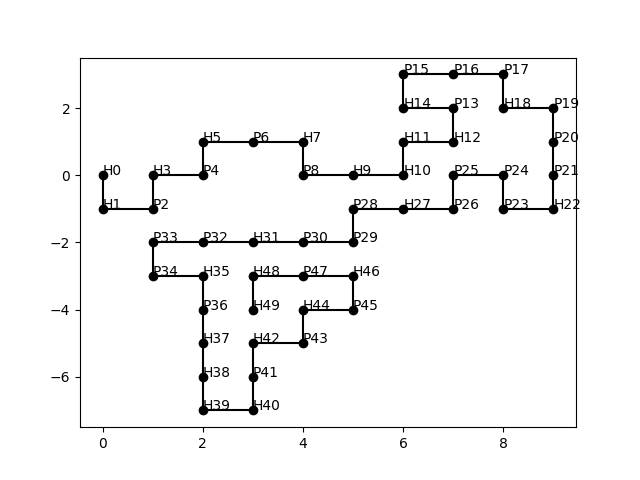 P15 P16 P17
2 H14 P13 H18 P19
H5 P6 H7 H11 H12 P20
0 H0 H3 P4 P8 H9 H10 P25 P24 P21
H1 P2 P28 H27 P26 P23 H22
−2 P33 P32 H31 P30 P29
P34 H35 H48 P47 H46
−4 P36 H49 H44 P45
H37 H42 P43
−6 H38 P41
H39 H40
0 2 4 6 8